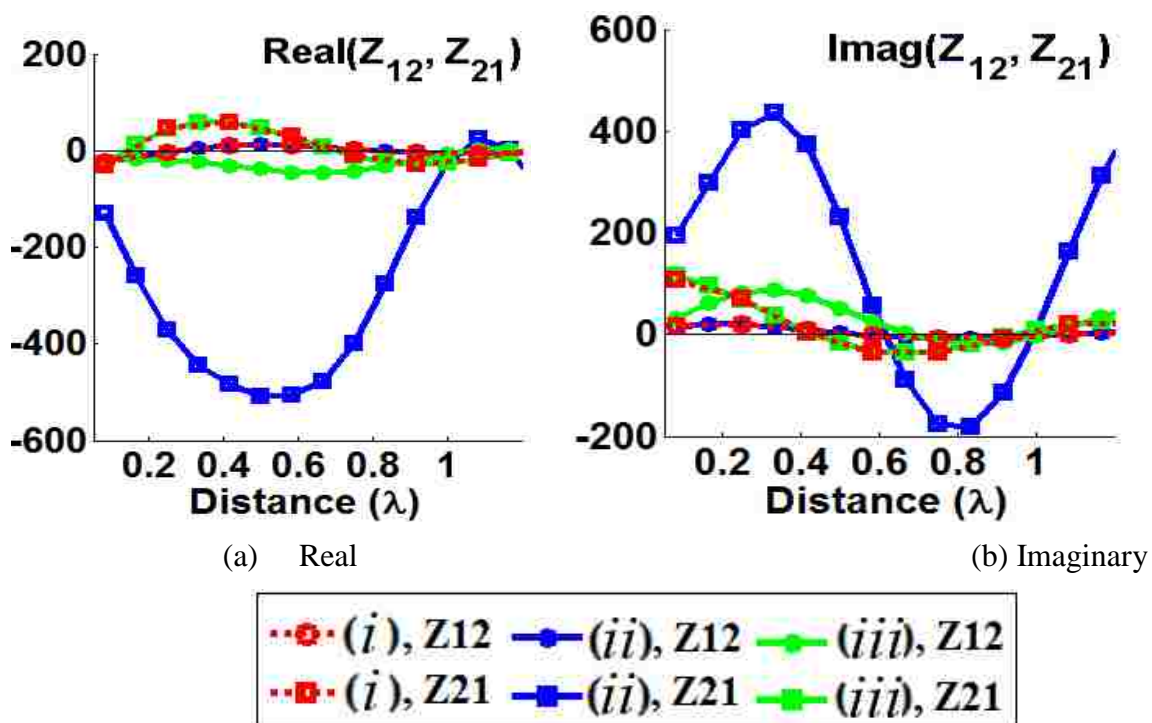 Real(Z12, Z21)
200
0
-200
-400
-600
0.2 0.4 0.6 0.8 1
Distance (λ)
(a) Real
Imag(Z12, Z21)
600
400
200
0
-200
0.2 0.4 0.6 0.8 1
Distance (λ)
(b) Imaginary
(i), Z12 (ii), Z12 (iii), Z12
(i), Z21 (ii), Z21 (iii), Z21